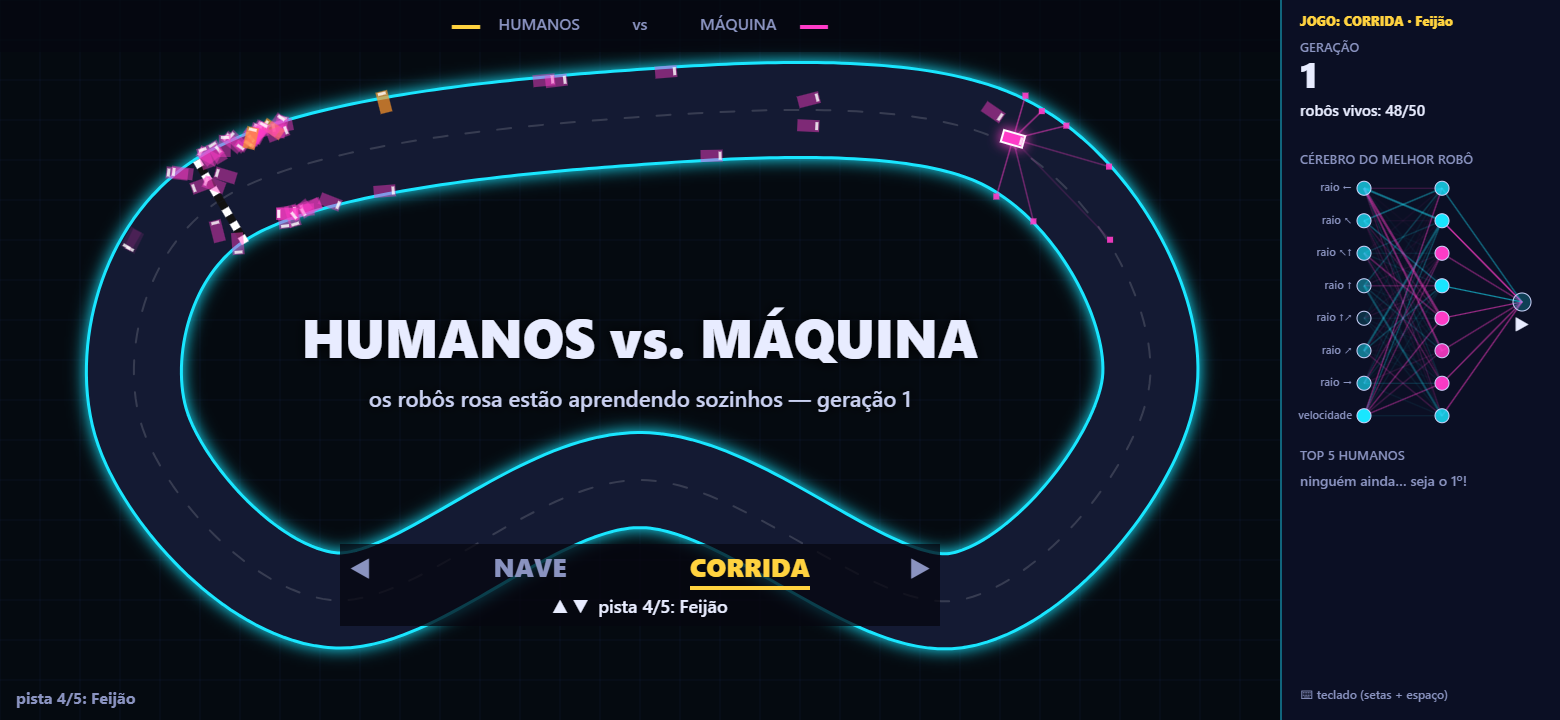 HUMANOS vs MÁQUINA
HUMANOS vs. MÁQUINA
os robôs rosa estão aprendendo sozinhos — geração 1
◀ NAVE CORRIDA ▶
▲▼ pista 4/5: Feijão
pista 4/5: Feijão
JOGO: CORRIDA · Feijão
GERAÇÃO
1
robôs vivos: 48/50
CÉREBRO DO MELHOR ROBÔ
raio ←
raio ↖
raio ↖↑
raio ↑
raio ↑↗
raio ↗
raio →
velocidade
▶
TOP 5 HUMANOS
ninguém ainda... seja o 1º!
⌨ teclado (setas + espaço)